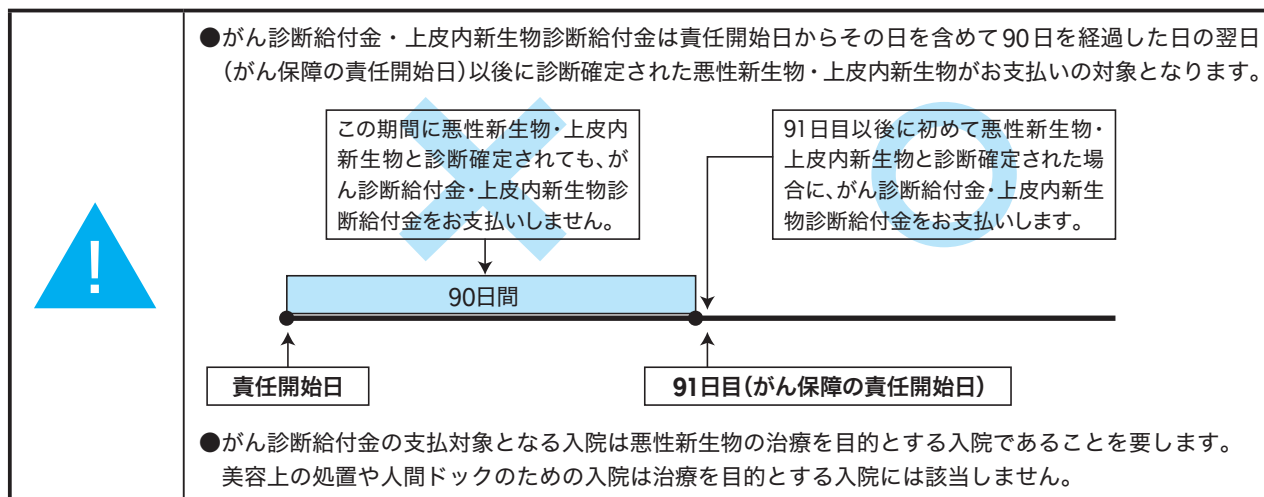 !
●がん診断給付金・上皮内新生物診断給付金は責任開始日からその日を含めて90日を経過した日の翌日
(がん保障の責任開始日)以後に診断確定された悪性新生物・上皮内新生物がお支払いの対象となります。
この期間に悪性新生物・上皮内
新生物と診断確定されても、が
ん診断給付金・上皮内新生物診
断給付金をお支払いしません。
91日目以後に初めて悪性新生物・
上皮内新生物と診断確定された場
合に、がん診断給付金・上皮内新生
物診断給付金をお支払いします。
90日間
責任開始日
91日目(がん保障の責任開始日)
●がん診断給付金の支払対象となる入院は悪性新生物の治療を目的とする入院であることを要します。
美容上の処置や人間ドックのための入院は治療を目的とする入院には該当しません。